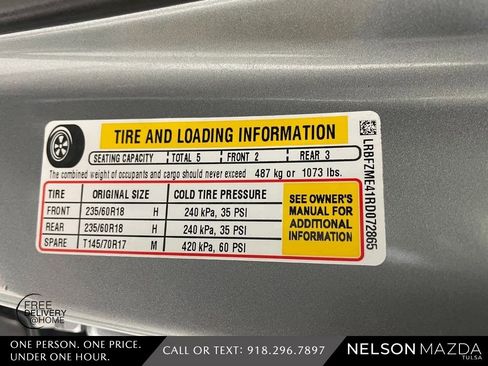 TIRE AND LOADING INFORMATION
SEATING CAPACITY TOTAL 5 FRONT 2 REAR 3
The combined weight of occupants and cargo should never exceed 487 kg or 1073 lbs.
TIRE ORIGINAL SIZE COLD TIRE PRESSURE
FRONT 235/60R18 H 240 kPa, 35 PSI
REAR 235/60R18 H 240 kPa, 35 PSI
SPARE T145/70R17 M 420 kPa, 60 PSI
SEE OWNER'S
MANUAL FOR
ADDITIONAL
INFORMATION
LRBFZME41RD072865
FREE
DELIVERY
@HOME
ONE PERSON. ONE PRICE.
UNDER ONE HOUR.
CALL OR TEXT: 918.296.7897
NELSON MAZDA
TULSA